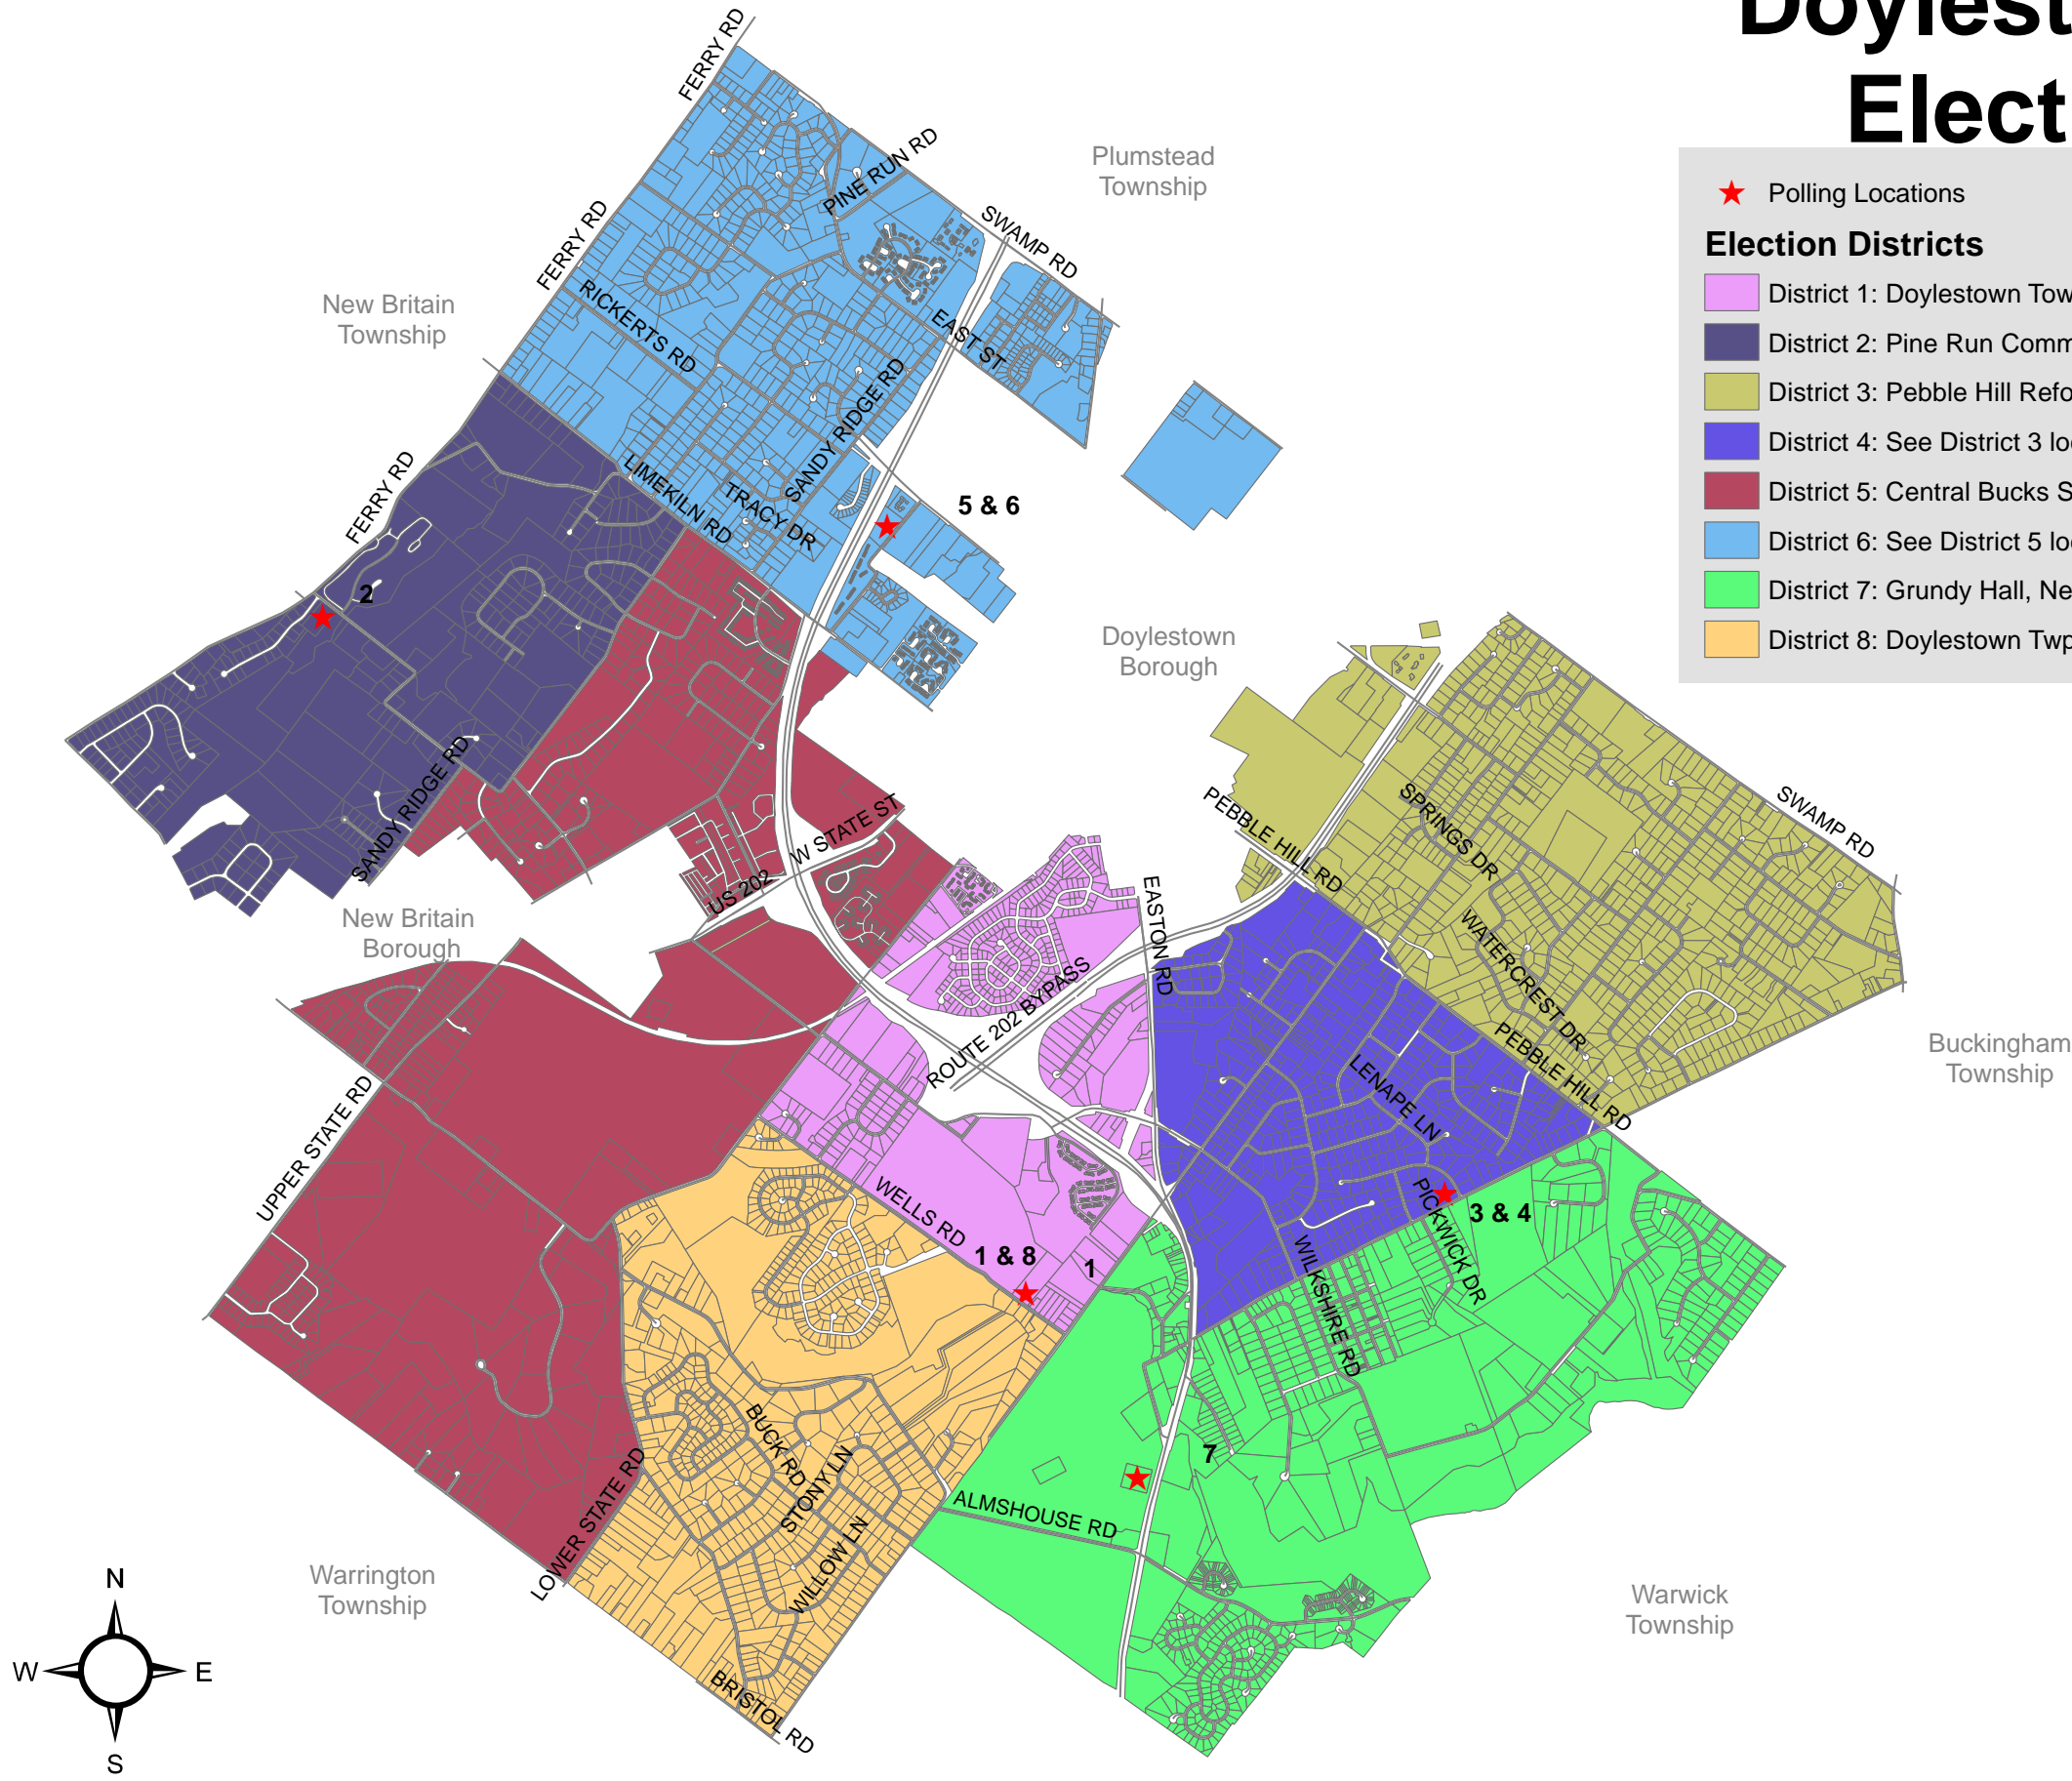 Doylest
Elect
Polling Locations
Election Districts
District 1: Doylestown Tow
District 2: Pine Run Comm
District 3: Pebble Hill Refo
District 4: See District 3 lo
District 5: Central Bucks S
District 6: See District 5 lo
District 7: Grundy Hall, Ne
District 8: Doylestown Twp
FERRY RD
PINE RUN RD
Plumstead
Township
SWAMP RD
FERRY RD
New Britain
Township
RICKERTS RD
EAST ST
SANDY RIDGE RD
LIMEKILN RD
TRACY DR
FERRY RD
5 & 6
2
Doylestown
Borough
SANDY RIDGE RD
W STATE ST
US 202
PEBBLE HILL RD
SPRINGS DR
SWAMP RD
New Britain
Borough
EASTON RD
WATERCREST DR
ROUTE 202 BYPASS
PEBBLE HILL RD
Buckingham
Township
LENAPE LN
UPPER STATE RD
WELLS RD
1 & 8
1
PICKWICK DR
3 & 4
WILKSHIRE RD
BUCK RD
STONY LN
7
LOWER STATE RD
ALMSHOUSE RD
WILLOW LN
Warrington
Township
Warwick
Township
BRISTOL RD
N
W
E
S